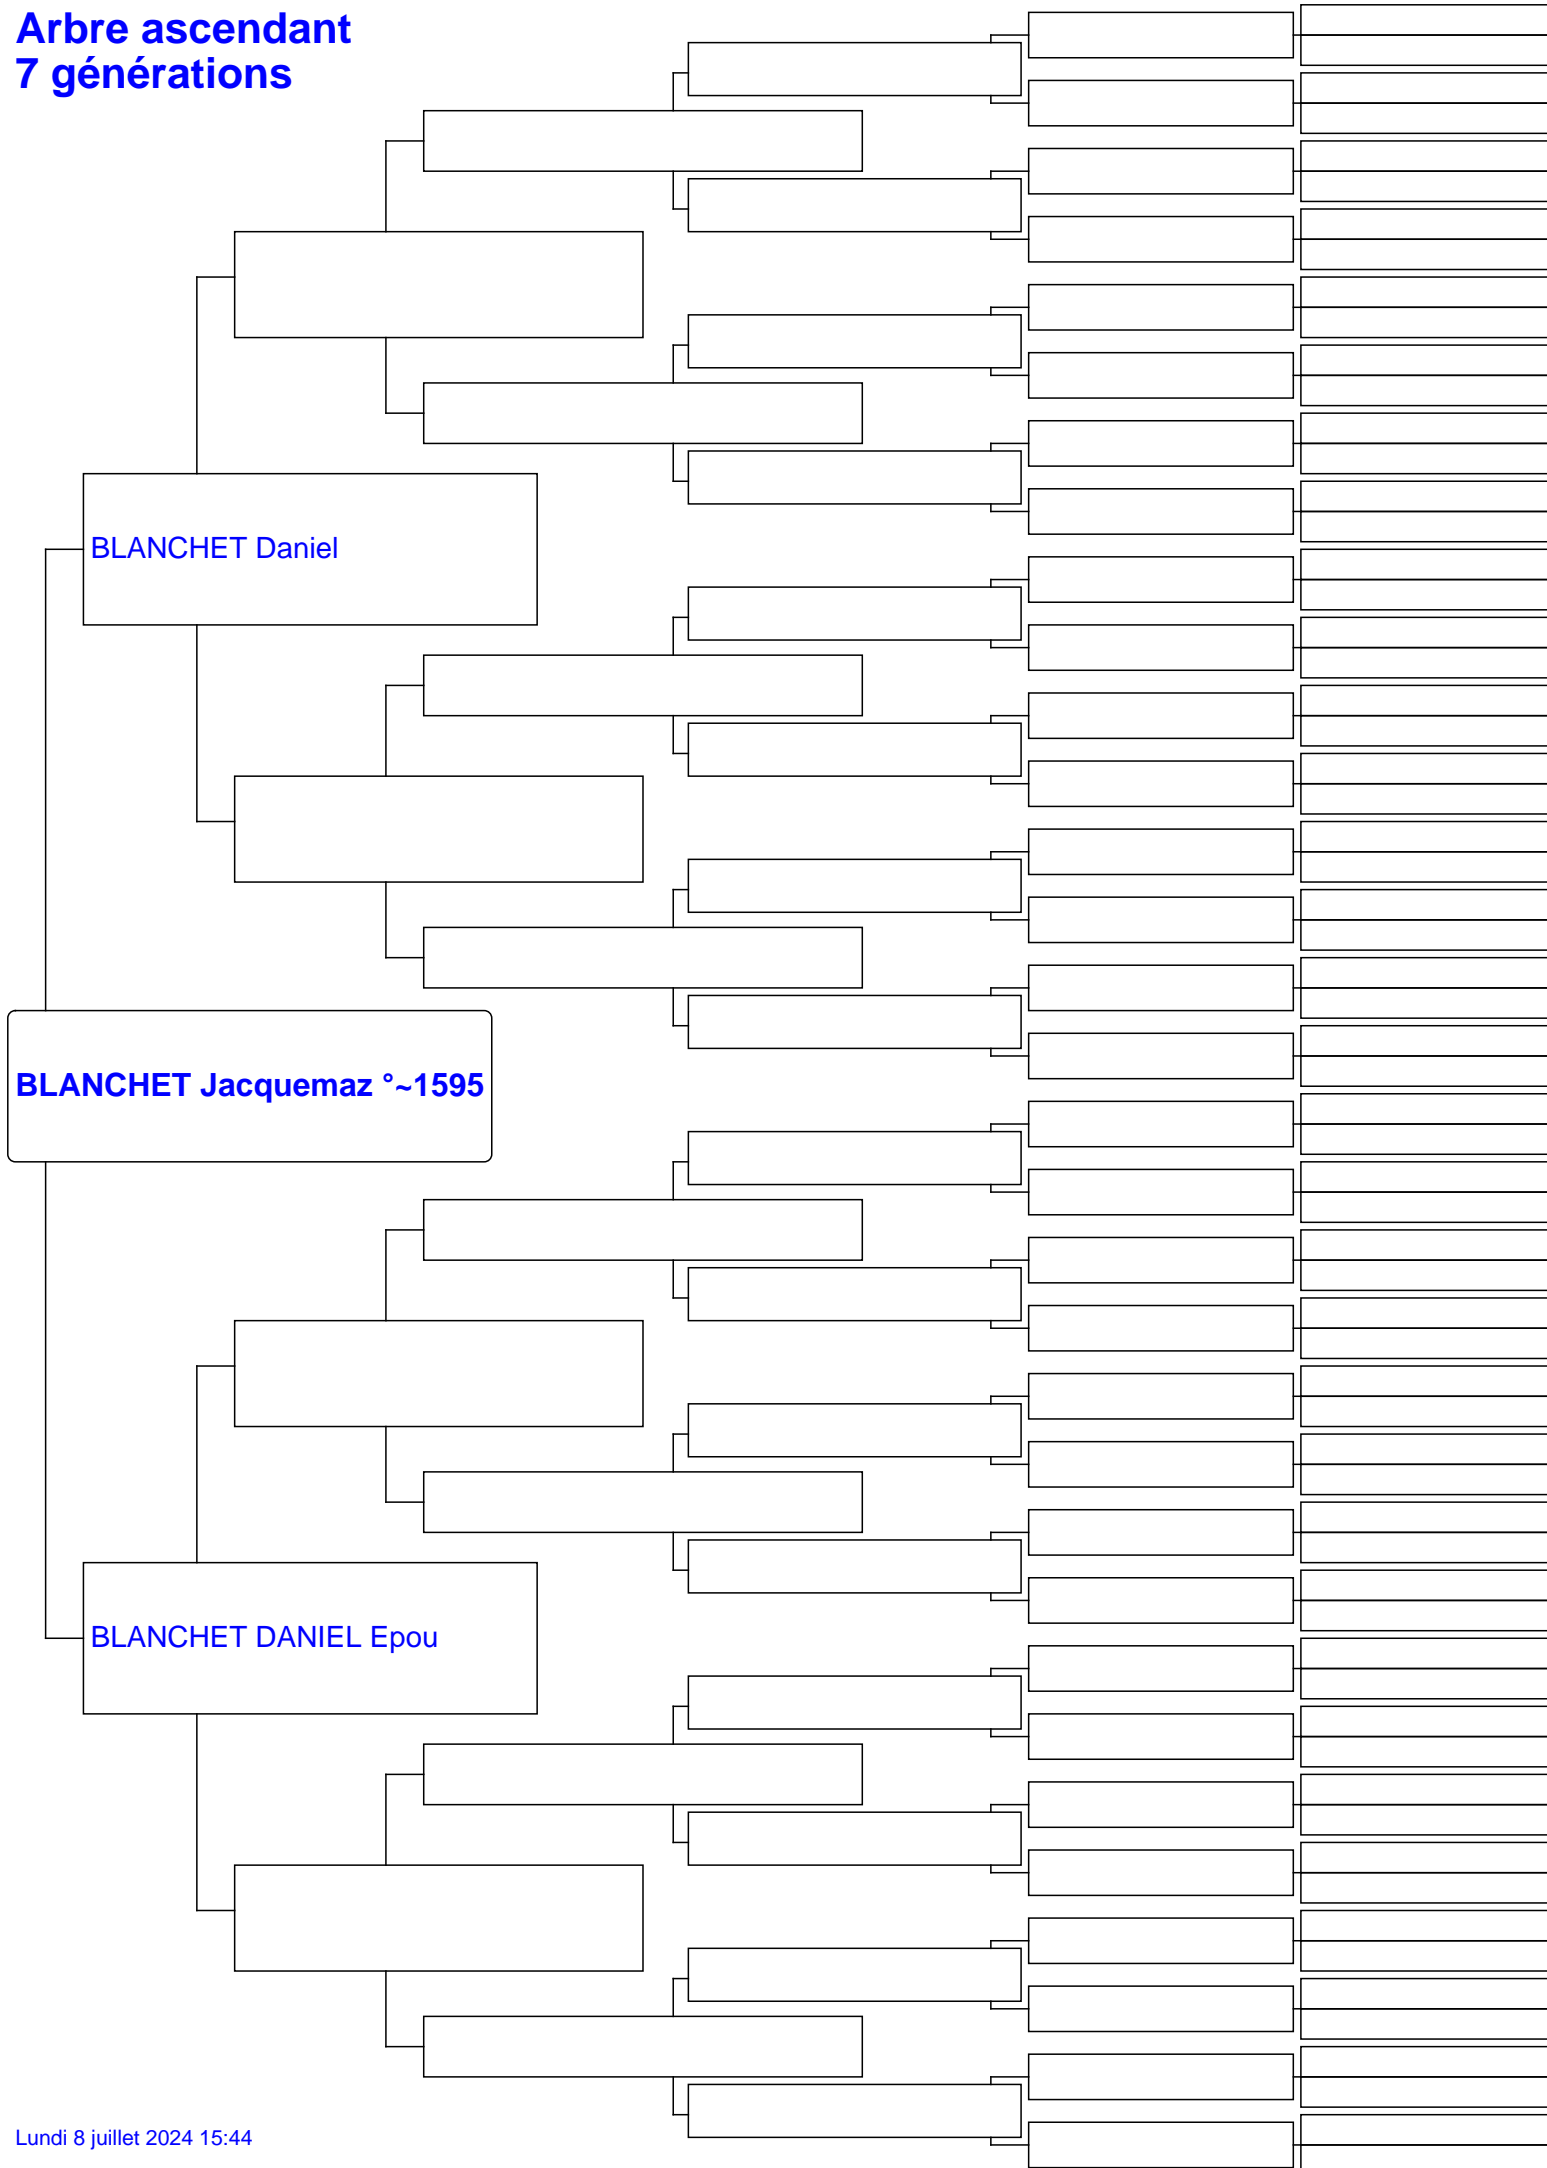 Arbre ascendant
7 générations
BLANCHET Daniel
BLANCHET Jacquemaz °~1595
BLANCHET DANIEL Epou
Lundi 8 juillet 2024 15:44